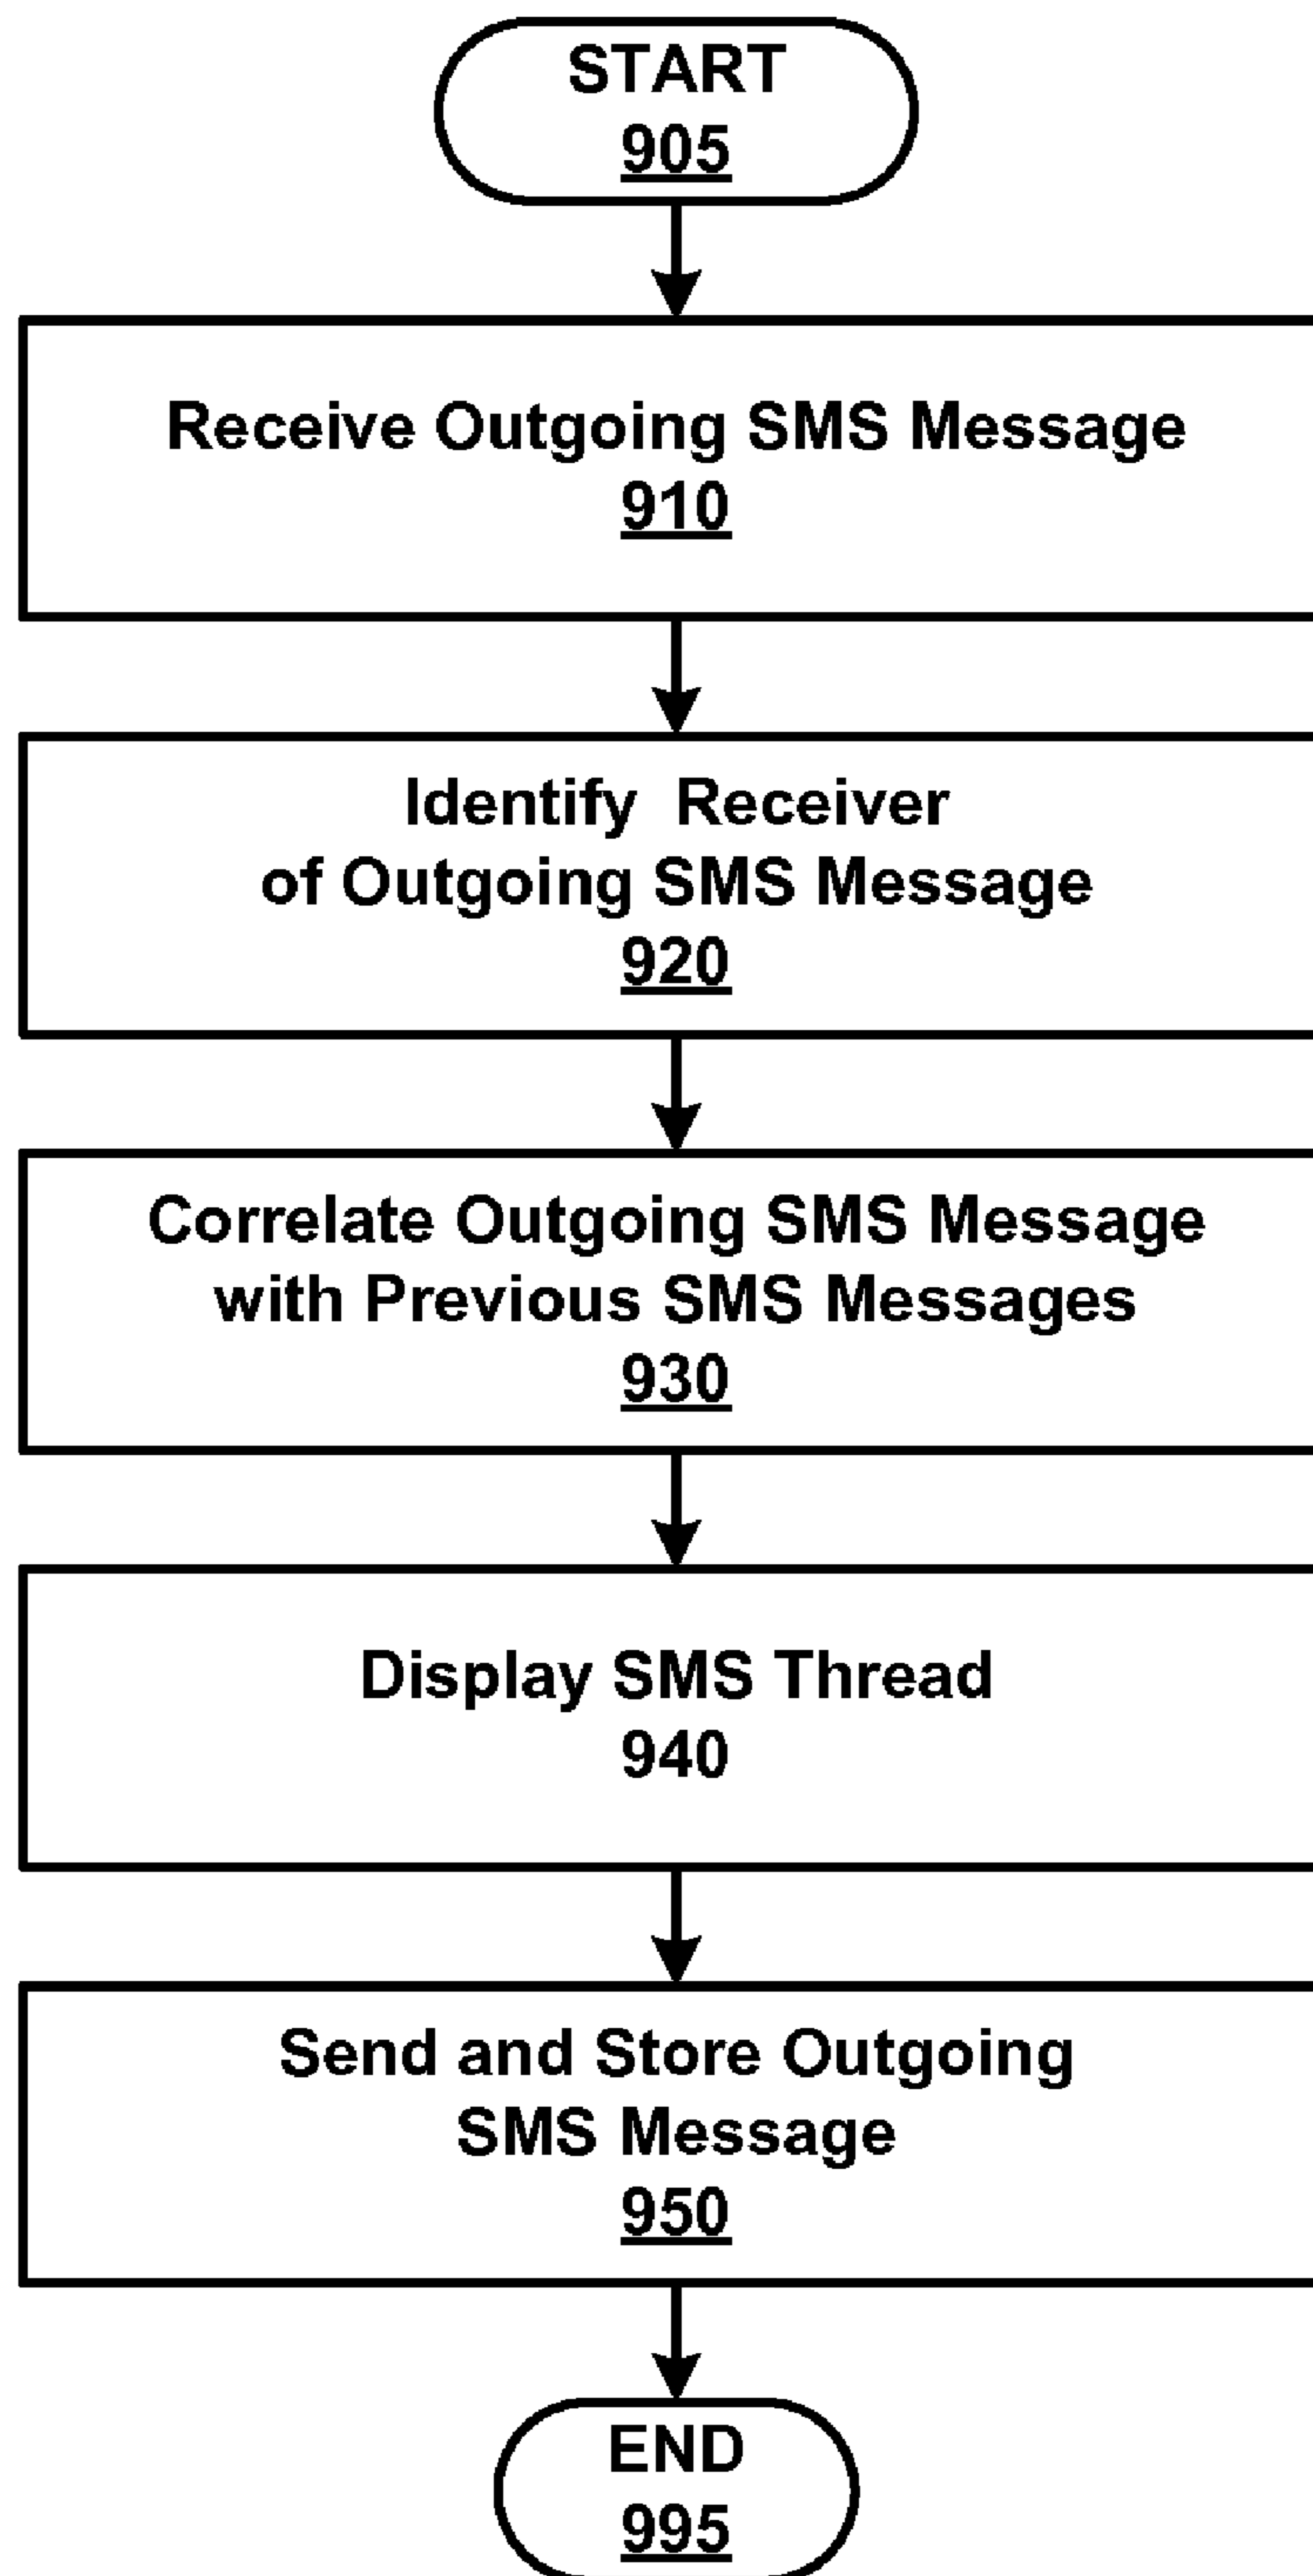 START
905
Receive Outgoing SMS Message
910
Identify Receiver
of Outgoing SMS Message
920
Correlate Outgoing SMS Message
with Previous SMS Messages
930
Display SMS Thread
940
Send and Store Outgoing
SMS Message
950
END
995